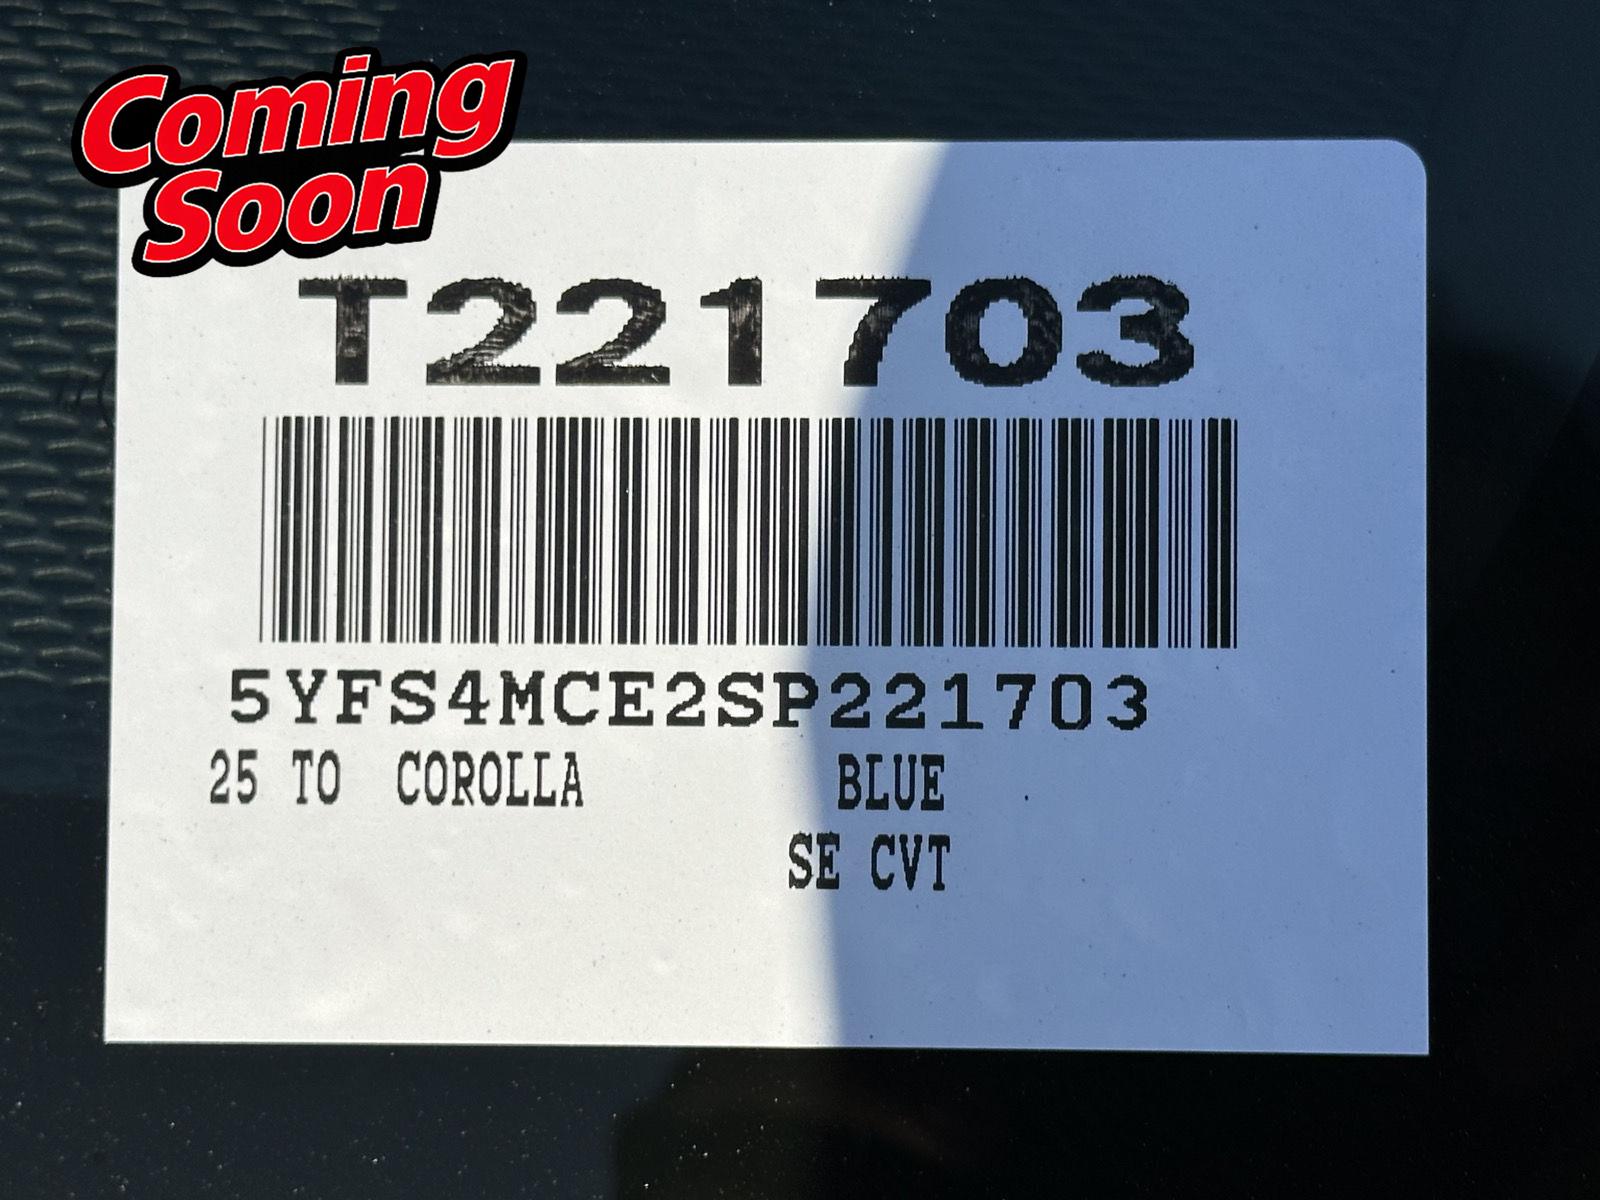 Coming
Soon
T221703
5YFS4MCE2SP221703
25 TO COROLLA BLUE
SE CVT